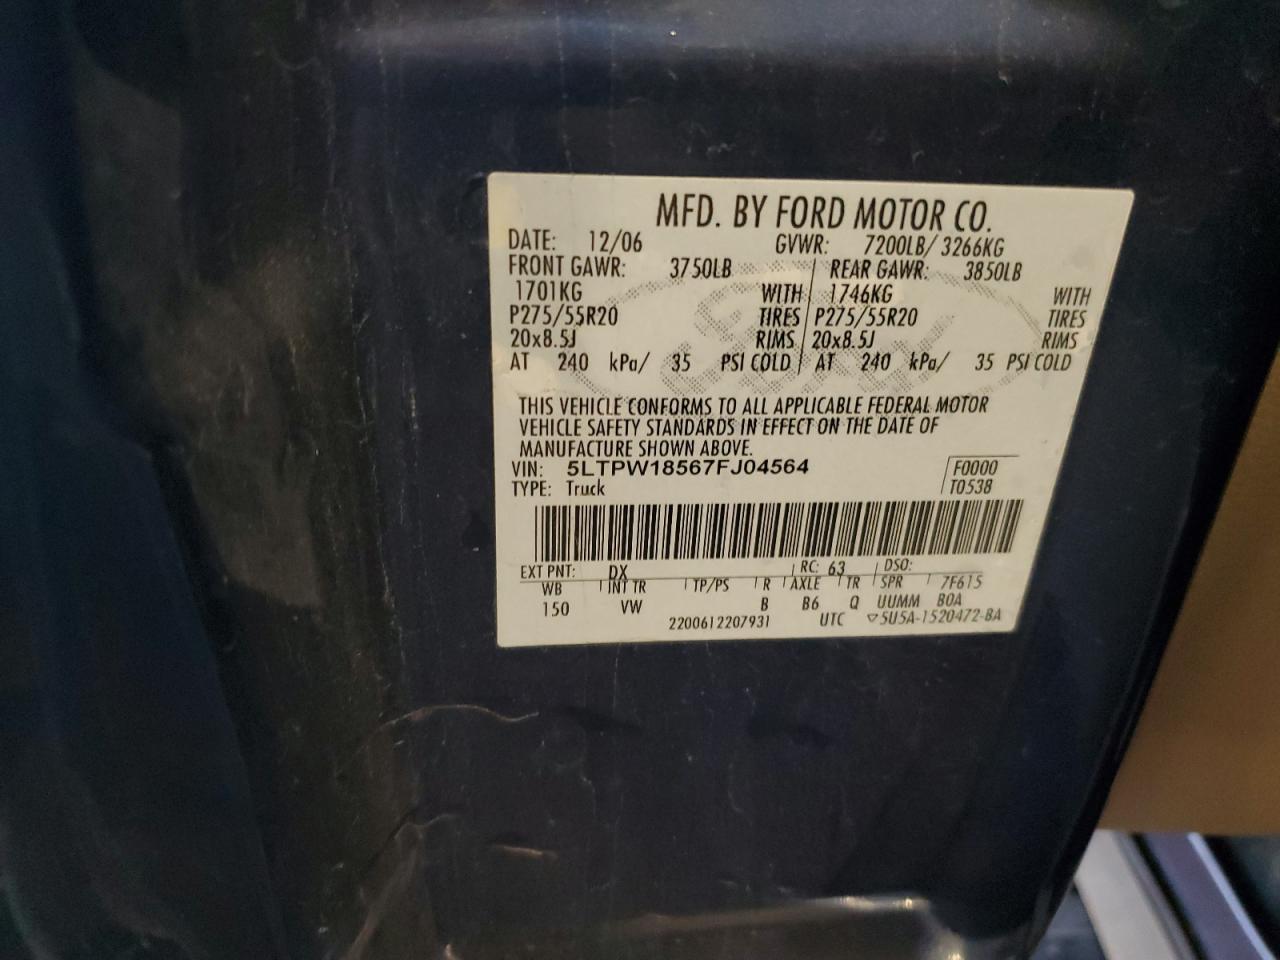 MFD. BY FORD MOTOR CO.
DATE: 12/06 GVWR: 7200LB/ 3266KG
FRONT GAWR: 3750LB REAR GAWR: 3850LB
1701KG WITH 1746KG WITH
P275/55R20 TIRES P275/55R20 TIRES
20x8.5J RIMS 20x8.5J RIMS
AT 240 kPa/ 35 PSI COLD AT 240 kPa/ 35 PSI COLD
THIS VEHICLE CONFORMS TO ALL APPLICABLE FEDERAL MOTOR
VEHICLE SAFETY STANDARDS IN EFFECT ON THE DATE OF
MANUFACTURE SHOWN ABOVE.
VIN: 5LTPW18567FJ04564 F0000
TYPE: Truck T0538
EXT PNT: DX RC: 63 DSO:
WB INT TR TP/PS R AXLE TR SPR 7F615
150 VW B B6 Q UUMM BOA
2200612207931 UTC ▽5U5A-1520472-BA